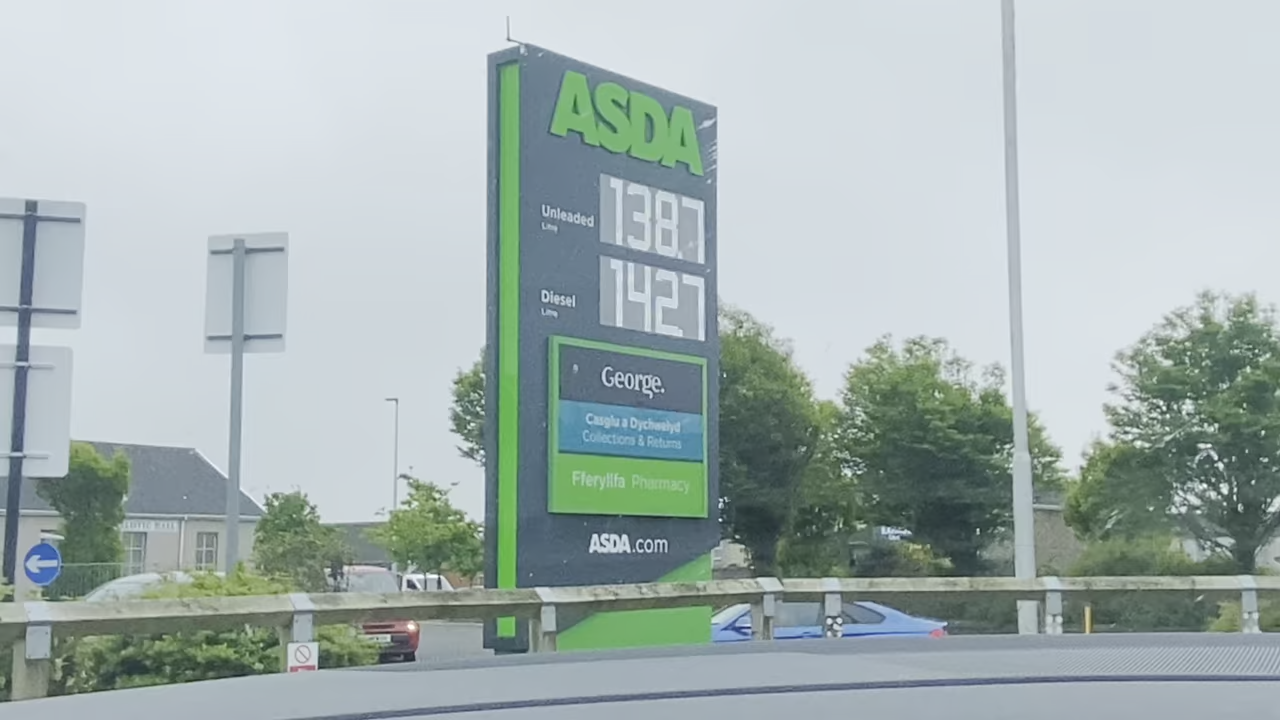 ASDA
Unleaded
Litre
138.7
Diesel
Litre
142.7
George.
Casglu a Dychwelyd
Collections & Returns
Fferyllfa Pharmacy
ASDA.com